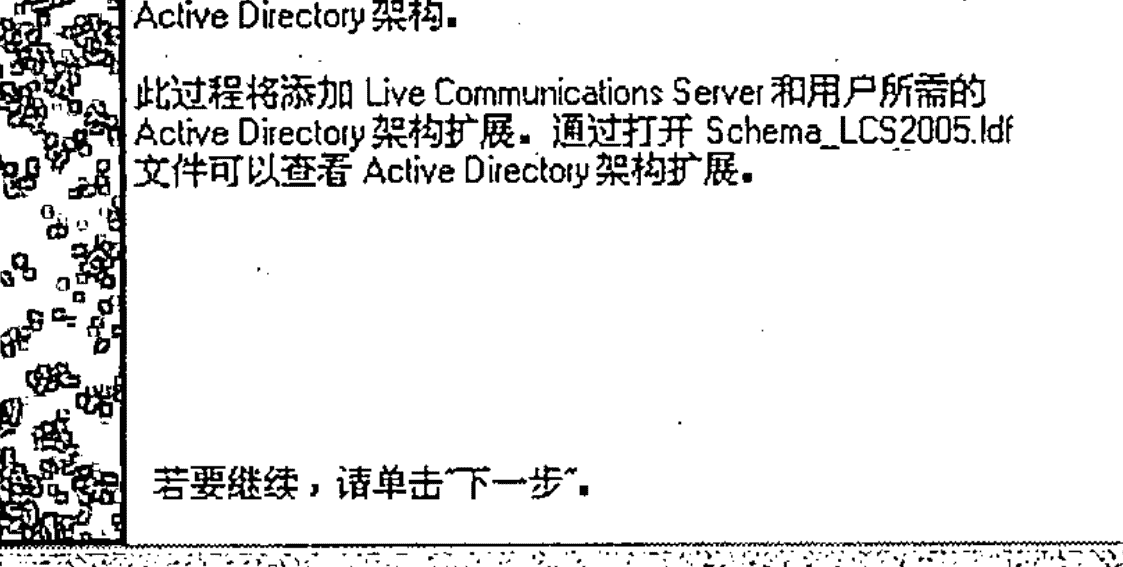 Active Directory 架构。
此过程将添加 Live Communications Server 和用户所需的
Active Directory 架构扩展。通过打开 Schema_LCS2005.ldf
文件可以查看 Active Directory 架构扩展。
若要继续，请单击“下一步”。